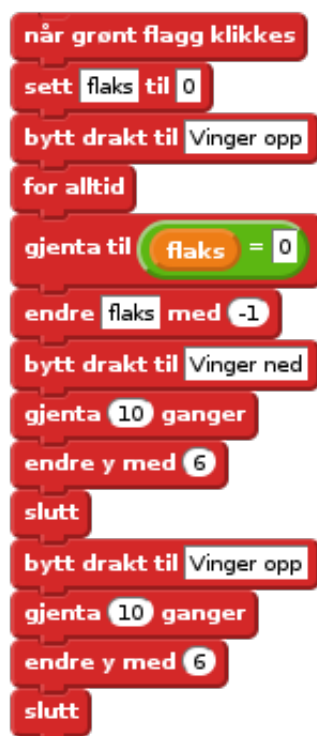 når grønt flagg klikkes
sett flaks til 0
bytt drakt til Vinger opp
for alltid
gjenta til flaks = 0
endre flaks med -1
bytt drakt til Vinger ned
gjenta 10 ganger
endre y med 6
slutt
bytt drakt til Vinger opp
gjenta 10 ganger
endre y med 6
slutt